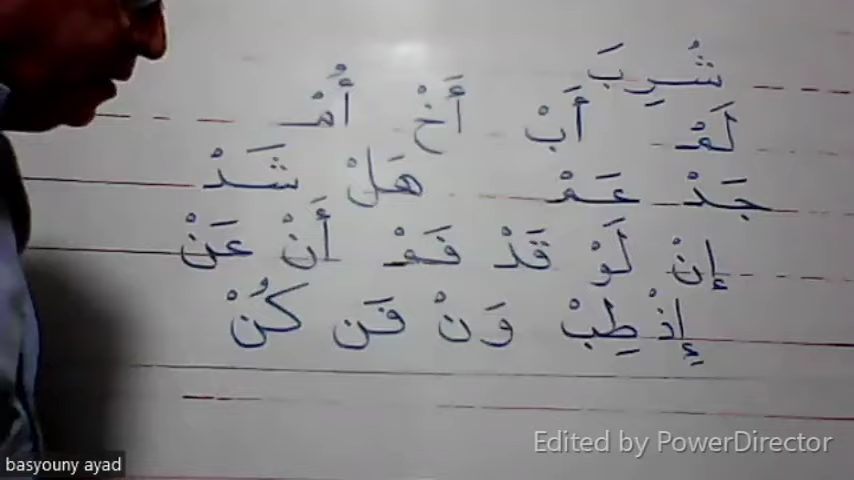 شُرِبَ
لَمْ أَبْ أَخْ أُمْ
جَدْ عَمْ هَلْ شَدْ
إِنْ لَوْ قَدْ فَمْ أَنْ عَنْ
إِذْ طِبْ وَنْ فَن كُنْ
Edited by PowerDirector
basyouny ayad